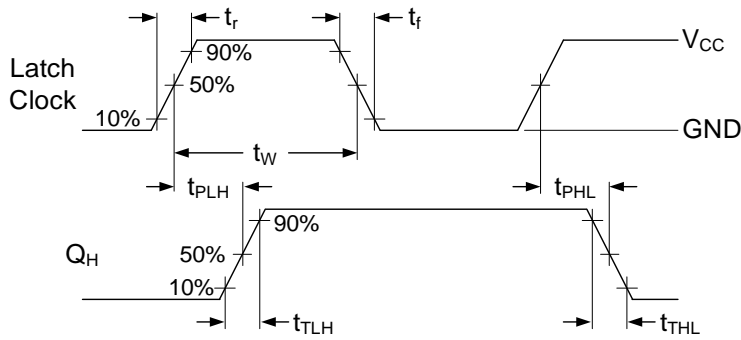 tr
tf
VCC
90%
Latch
Clock
50%
10%
GND
tW
tPLH
tPHL
90%
QH
50%
10%
tTLH
tTHL